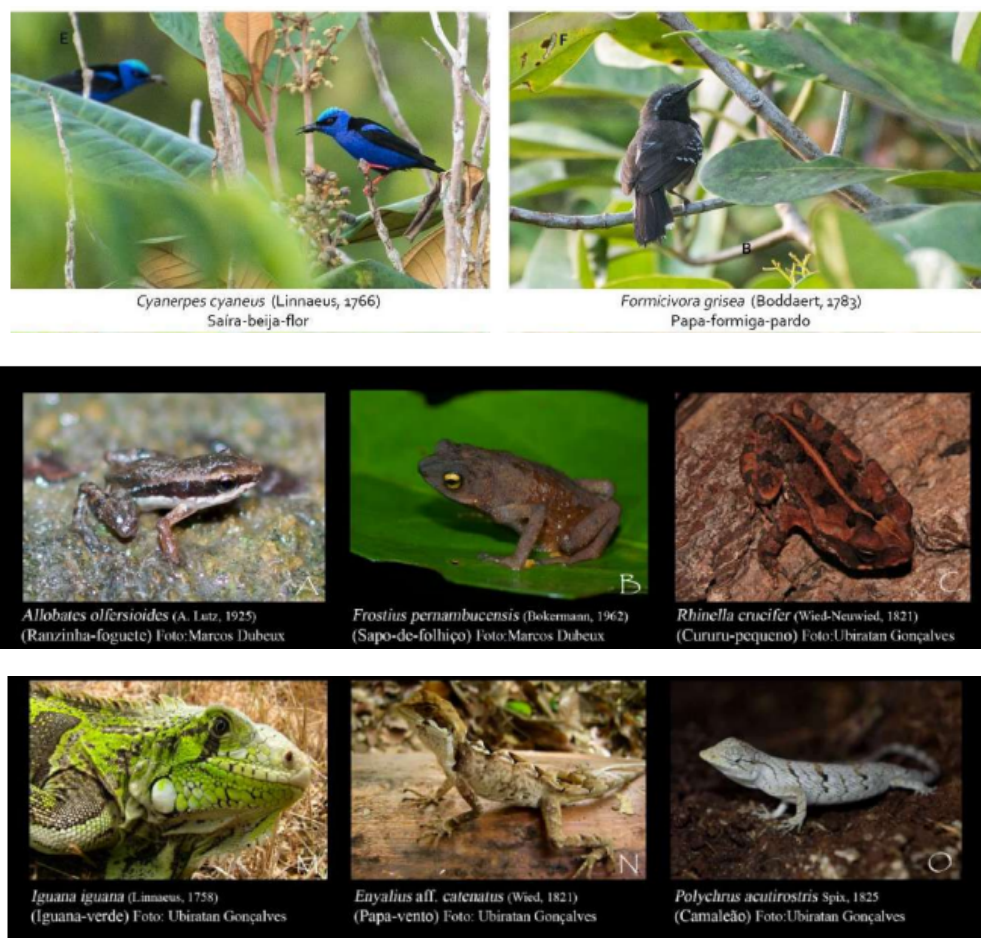 E
F
B
Cyanerpes cyaneus (Linnaeus, 1766)
Saíra-beija-flor
Formicivora grisea (Boddaert, 1783)
Papa-formiga-pardo
A
B
C
Allobates olfersioides (A. Lutz, 1925)
(Ranzinha-foguete) Foto:Marcos Dubeux
Frostius pernambucensis (Bokermann, 1962)
(Sapo-de-folhiço) Foto:Marcos Dubeux
Rhinella crucifer (Wied-Neuwied, 1821)
(Cururu-pequeno) Foto:Ubiratan Gonçalves
M
N
O
Iguana iguana (Linnaeus, 1758)
(Iguana-verde) Foto: Ubiratan Gonçalves
Enyalius aff. catenatus (Wied, 1821)
(Papa-vento) Foto: Ubiratan Gonçalves
Polychrus acutirostris Spix, 1825
(Camaleão) Foto:Ubiratan Gonçalves